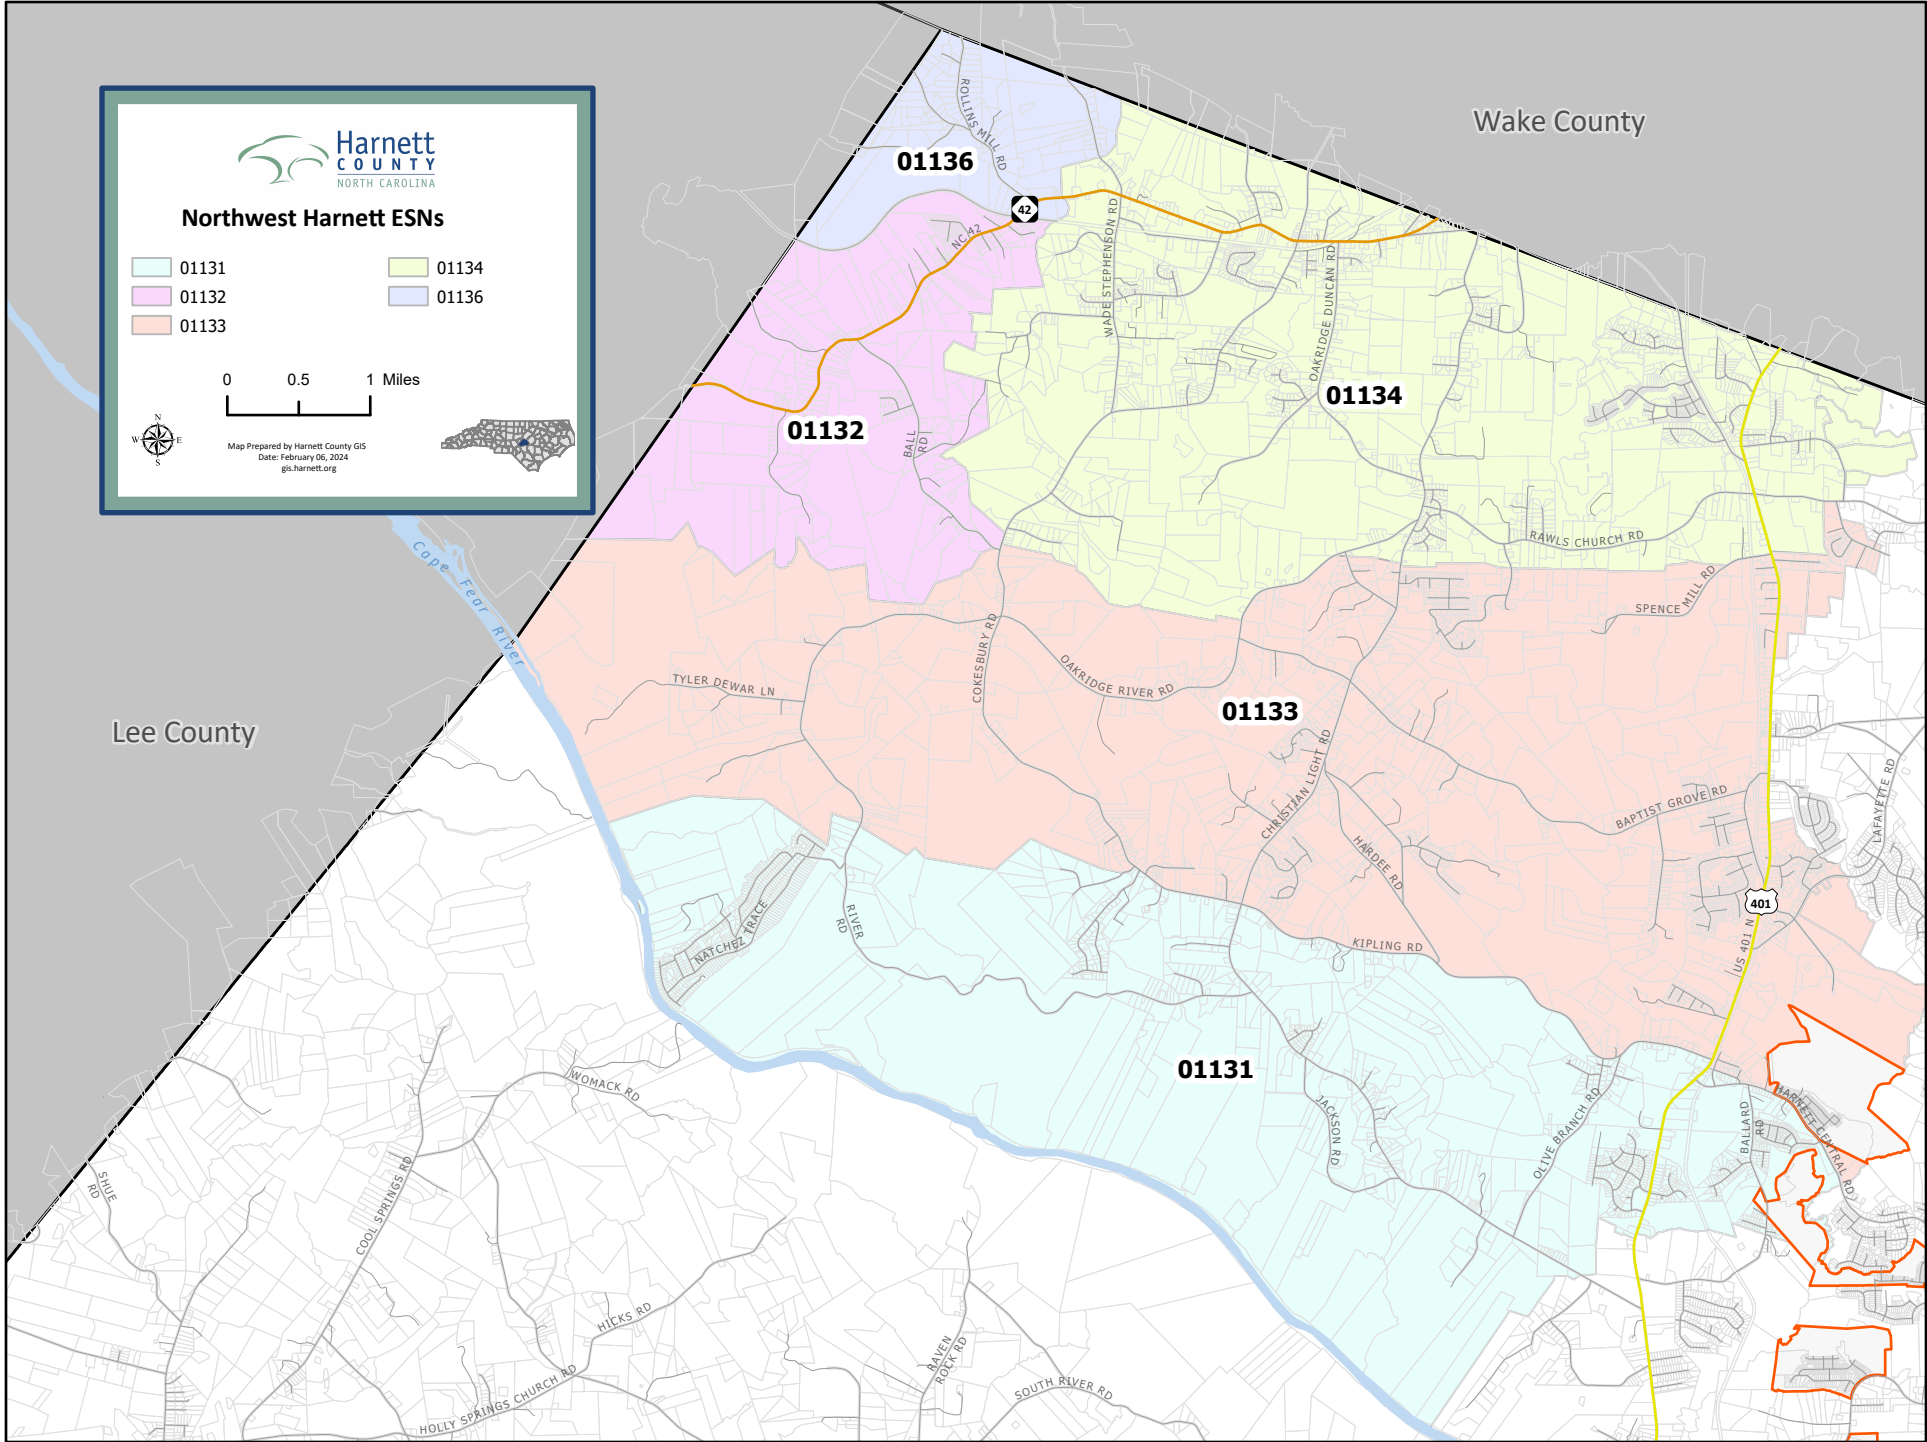 Harnett
COUNTY
NORTH CAROLINA
Northwest Harnett ESNs
01131
01132
01133
01134
01136
0 0.5 1 Miles
N
W E
S
Map Prepared by Harnett County GIS
Date: February 06, 2024
gis.harnett.org
Wake County
Lee County
Cape Fear River
01136
01132
01134
01133
01131
ROLLINS MILL RD
42
NC 42
WADE STEPHENSON RD
OAKRIDGE DUNCAN RD
BALL
RD
RAWLS CHURCH RD
SPENCE MILL RD
COKESBURY RD
OAKRIDGE RIVER RD
TYLER DEWAR LN
CHRISTIAN LIGHT RD
BAPTIST GROVE RD
LAFAYETTE RD
HARDEE RD
401
US 401 N
KIPLING RD
RIVER
RD
NATCHEZ TRACE
WOMACK RD
JACKSON RD
OLIVE BRANCH RD
BALLARD
RD
HARNETT CENTRAL RD
SHUE
RD
COOL SPRINGS RD
HICKS RD
HOLLY SPRINGS CHURCH RD
RAVEN
ROCK RD
SOUTH RIVER RD